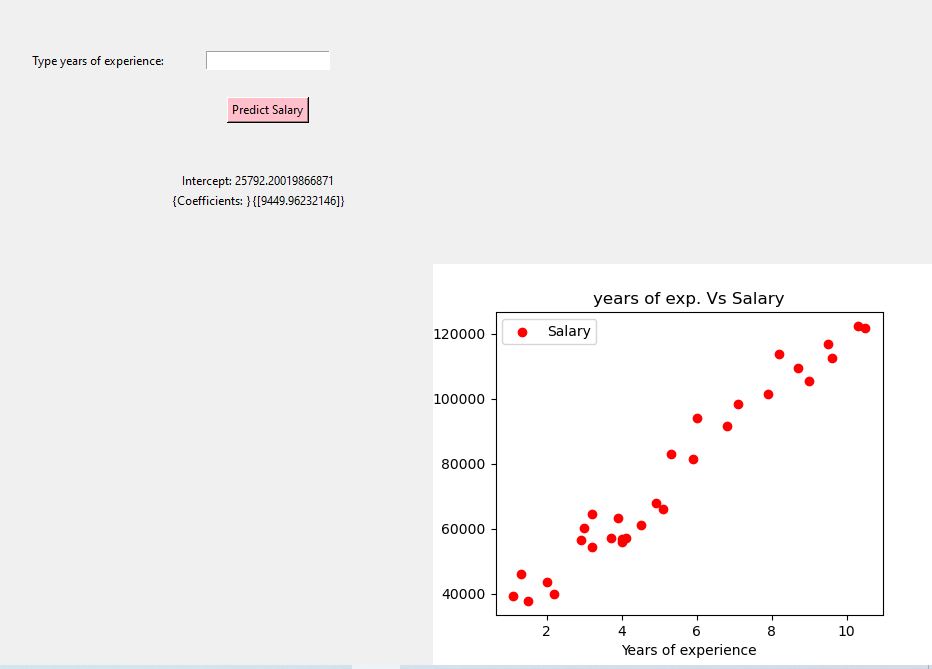 Type years of experience:
Predict Salary
Intercept: 25792.20019866871
{Coefficients: } {[9449.96232146]}
years of exp. Vs Salary
Salary
120000
100000
80000
60000
40000
2 4 6 8 10
Years of experience